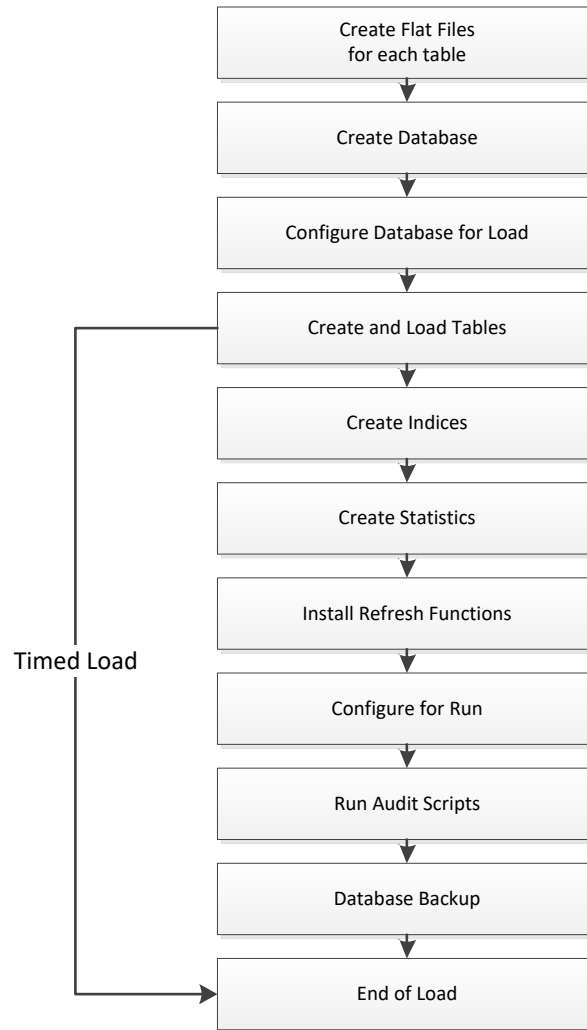 Create Flat Files
for each table
Create Database
Configure Database for Load
Create and Load Tables
Create Indices
Create Statistics
Install Refresh Functions
Timed Load
Configure for Run
Run Audit Scripts
Database Backup
End of Load